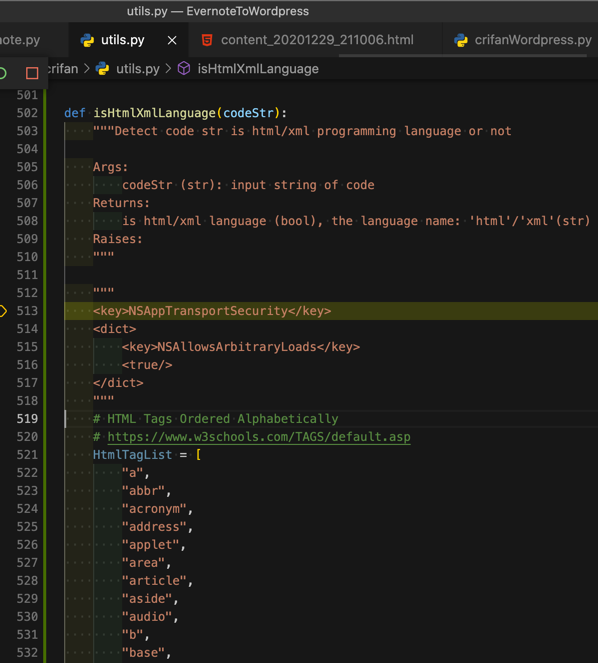 utils.py — EvernoteToWordpress
note.py utils.py content_20201229_211006.html crifanWordpress.py
crifan > utils.py > isHtmlXmlLanguage
501
502 def isHtmlXmlLanguage(codeStr):
503 """Detect code str is html/xml programming language or not
504
505 Args:
506 codeStr (str): input string of code
507 Returns:
508 is html/xml language (bool), the language name: 'html'/'xml'(str)
509 Raises:
510 """
511
512 """
513 <key>NSAppTransportSecurity</key>
514 <dict>
515 <key>NSAllowsArbitraryLoads</key>
516 <true/>
517 </dict>
518 """
519 # HTML Tags Ordered Alphabetically
520 # https://www.w3schools.com/TAGS/default.asp
521 HtmlTagList = [
522 "a",
523 "abbr",
524 "acronym",
525 "address",
526 "applet",
527 "area",
528 "article",
529 "aside",
530 "audio",
531 "b",
532 "base",